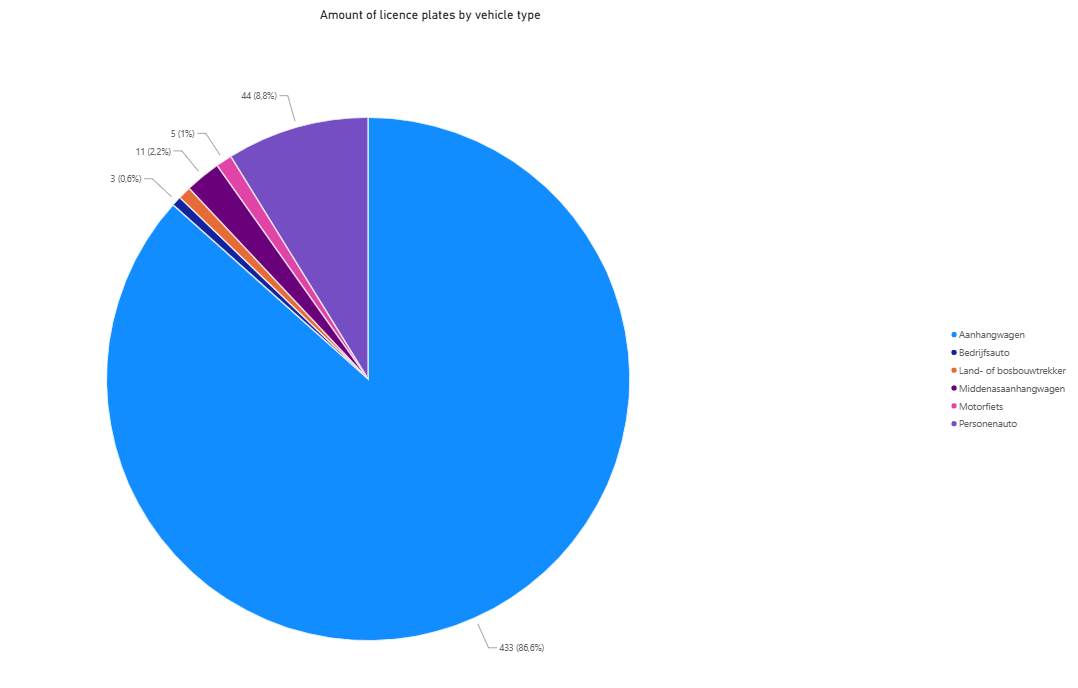 Amount of licence plates by vehicle type
44 (8,8%)
5 (1%)
11 (2,2%)
3 (0,6%)
433 (86,6%)
Aanhangwagen
Bedrijfsauto
Land- of bosbouwtrekker
Middenasaanhangwagen
Motorfiets
Personenauto